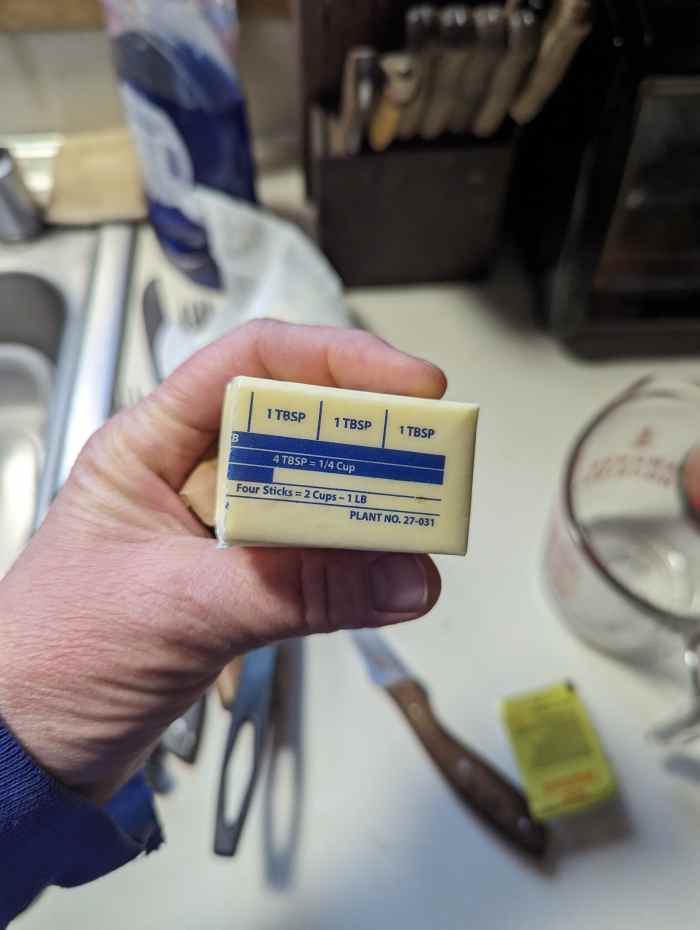 1 TBSP 1 TBSP 1 TBSP
B
4 TBSP = 1/4 Cup
Four Sticks = 2 Cups – 1 LB
PLANT NO. 27-031